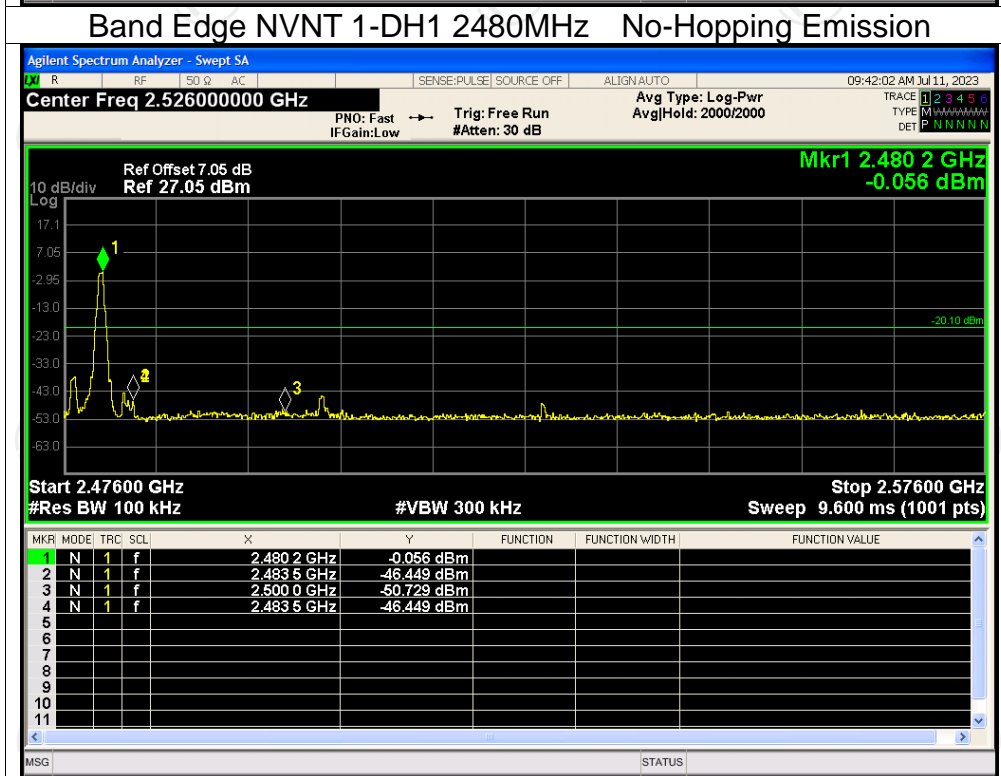 Band Edge NVNT 1-DH1 2480MHz No-Hopping Emission
Agilent Spectrum Analyzer - Swept SA
LXI R RF 50 Ω AC SENSE:PULSE SOURCE OFF ALIGN AUTO 09:42:02 AM Jul 11, 2023
Center Freq 2.526000000 GHz
PNO: Fast
IFGain:Low
Trig: Free Run
#Atten: 30 dB
Avg Type: Log-Pwr
Avg|Hold: 2000/2000
TRACE 1 2 3 4 5 6
TYPE M
DET P N N N N N
Ref Offset 7.05 dB
Ref 27.05 dBm
10 dB/div
Log
Mkr1 2.480 2 GHz
-0.056 dBm
17.1
7.05
-2.95
-13.0
-23.0
-33.0
-43.0
-53.0
-63.0
1
3
-20.10 dBm
Start 2.47600 GHz
Stop 2.57600 GHz
#Res BW 100 kHz
#VBW 300 kHz
Sweep 9.600 ms (1001 pts)
MKR MODE TRC SCL X Y FUNCTION FUNCTION WIDTH FUNCTION VALUE
1 N 1 f 2.480 2 GHz -0.056 dBm
2 N 1 f 2.483 5 GHz -46.449 dBm
3 N 1 f 2.500 0 GHz -50.729 dBm
4 N 1 f 2.483 5 GHz -46.449 dBm
5
6
7
8
9
10
11
MSG STATUS